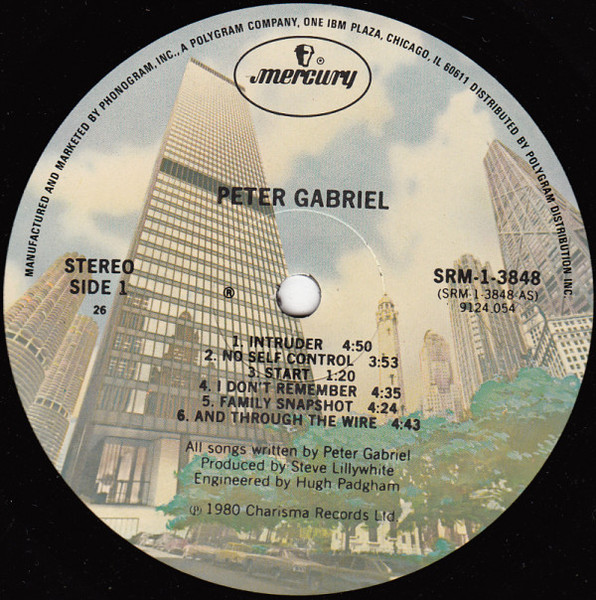 MANUFACTURED AND MARKETED BY PHONOGRAM, INC., A POLYGRAM COMPANY, ONE IBM PLAZA, CHICAGO, IL 60611 DISTRIBUTED BY POLYGRAM DISTRIBUTION, INC.
®
mercury
PETER GABRIEL
STEREO
SIDE 1
26
®
SRM-1-3848
(SRM-1-3848-AS)
9124.054
1. INTRUDER 4:50
2. NO SELF CONTROL 3:53
3. START 1:20
4. I DON'T REMEMBER 4:35
5. FAMILY SNAPSHOT 4:24
6. AND THROUGH THE WIRE 4:43
All songs written by Peter Gabriel
Produced by Steve Lillywhite
Engineered by Hugh Padgham
℗ 1980 Charisma Records Ltd.